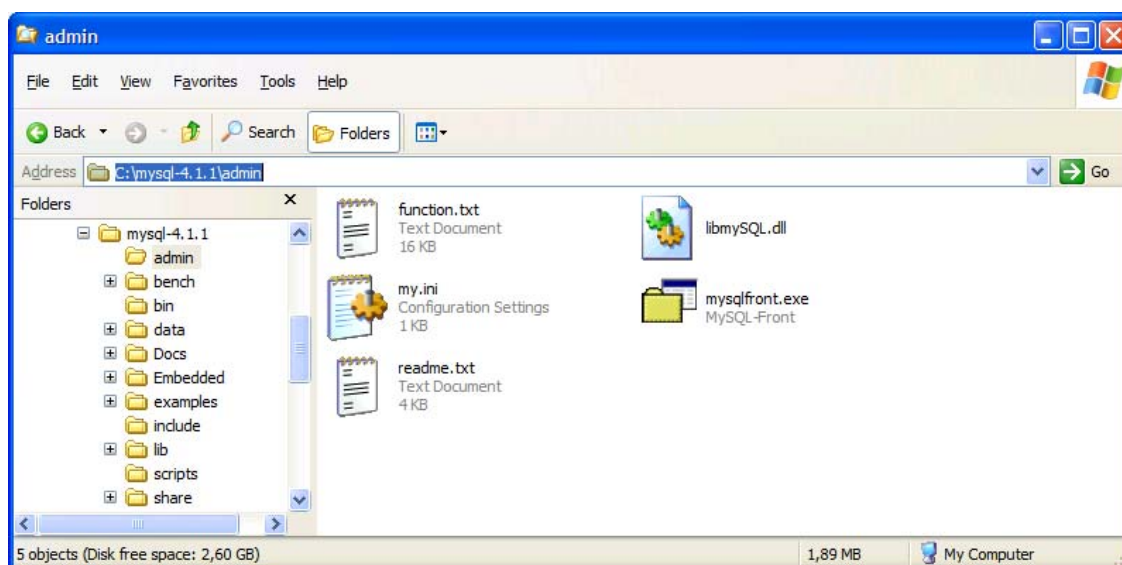 admin
File Edit View Favorites Tools Help
Back Search Folders
Address C:\mysql-4.1.1\admin Go
Folders x
mysql-4.1.1
admin
bench
bin
data
Docs
Embedded
examples
include
lib
scripts
share
function.txt
Text Document
16 KB
my.ini
Configuration Settings
1 KB
readme.txt
Text Document
4 KB
libmySQL.dll
mysqlfront.exe
MySQL-Front
5 objects (Disk free space: 2,60 GB) 1,89 MB My Computer